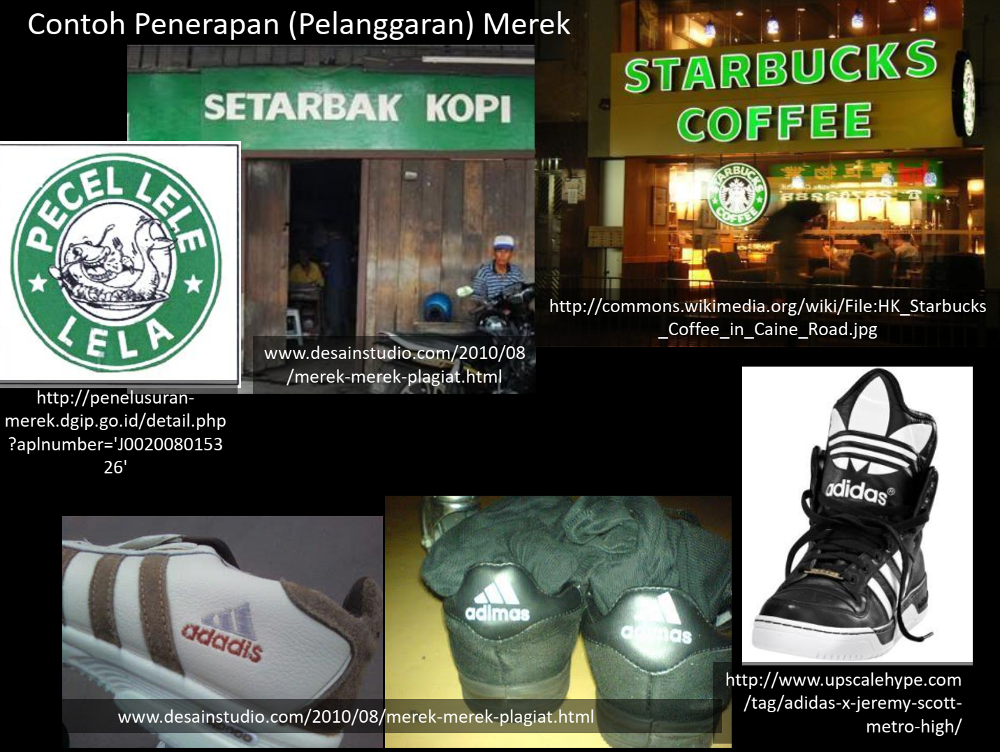 Contoh Penerapan (Pelanggaran) Merek
SETARBAK KOPI
STARBUCKS
COFFEE
STARBUCKS
COFFEE
PECEL LELE
LELA
http://commons.wikimedia.org/wiki/File:HK_Starbucks
_Coffee_in_Caine_Road.jpg
www.desainstudio.com/2010/08
/merek-merek-plagiat.html
http://penelusuran-
merek.dgip.go.id/detail.php
?aplnumber='J0020080153
26'
adidas®
adadis
adimas
adimas
www.desainstudio.com/2010/08/merek-merek-plagiat.html
http://www.upscalehype.com
/tag/adidas-x-jeremy-scott-
metro-high/